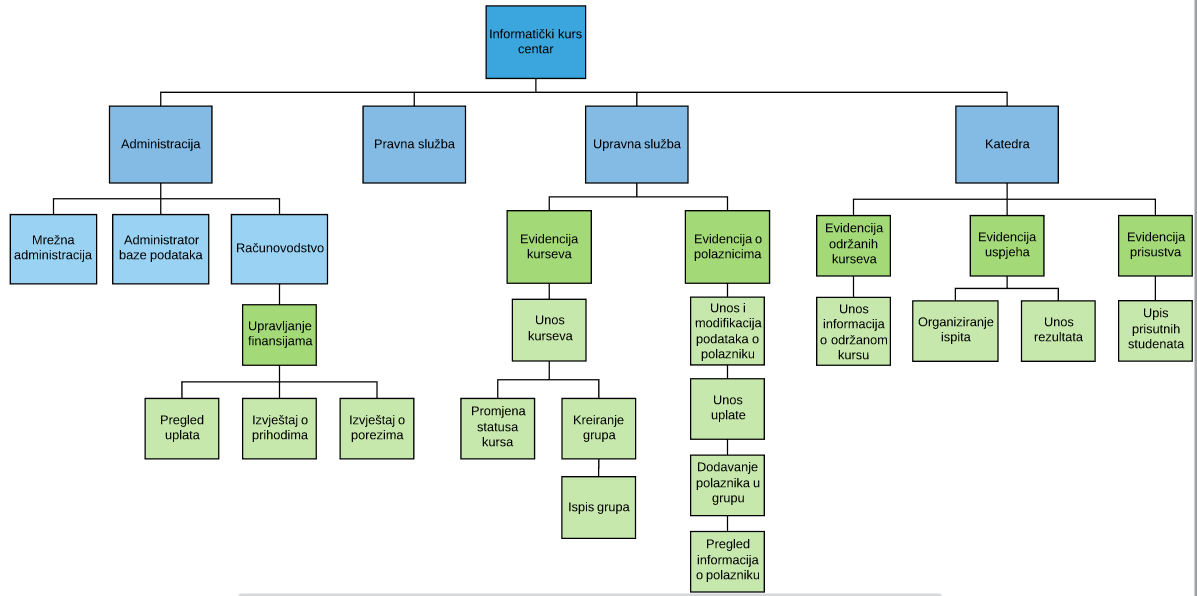 Informatički kurs
centar
Administracija
Pravna služba
Upravna služba
Katedra
Mrežna
administracija
Administrator
baze podataka
Računovodstvo
Evidencija
kurseva
Evidencija o
polaznicima
Evidencija
održanih
kurseva
Evidencija
uspjeha
Evidencija
prisustva
Upravljanje
finansijama
Unos
kurseva
Unos i
modifikacija
podataka o
polazniku
Unos
informacija
o održanom
kursu
Organiziranje
ispita
Unos
rezultata
Upis
prisutnih
studenata
Pregled
uplata
Izvještaj o
prihodima
Izvještaj o
porezima
Promjena
statusa
kursa
Kreiranje
grupa
Unos
uplate
Ispis grupa
Dodavanje
polaznika u
grupu
Pregled
informacija
o polazniku